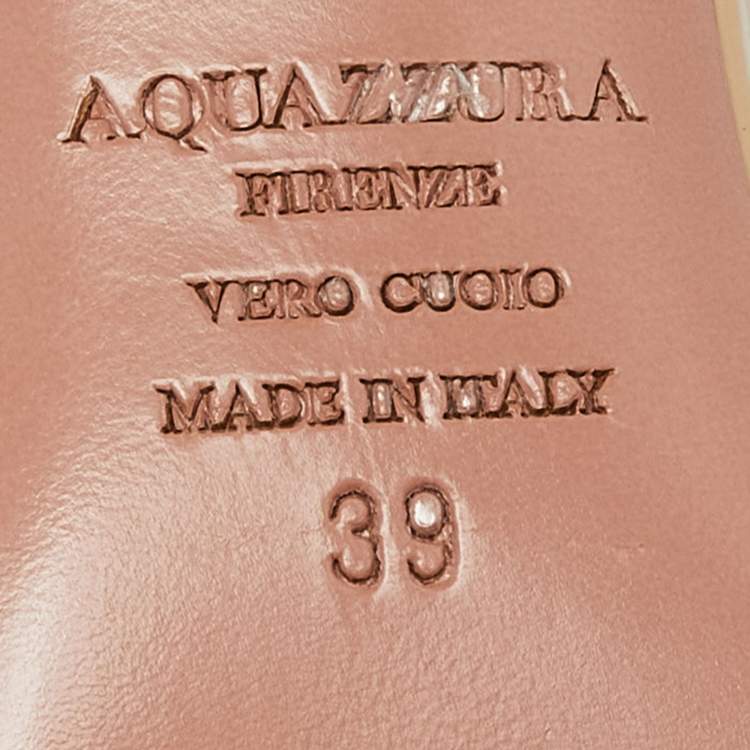 AQUAZZURA
FIRENZE
VERO CUOIO
MADE IN ITALY
39